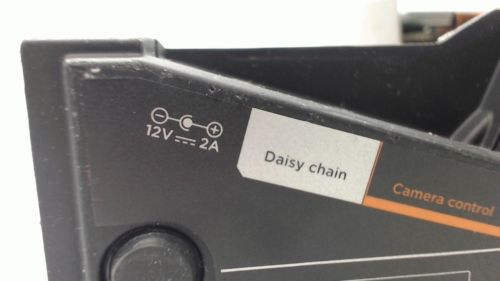 12V ⎓ 2A
Daisy chain
Camera control